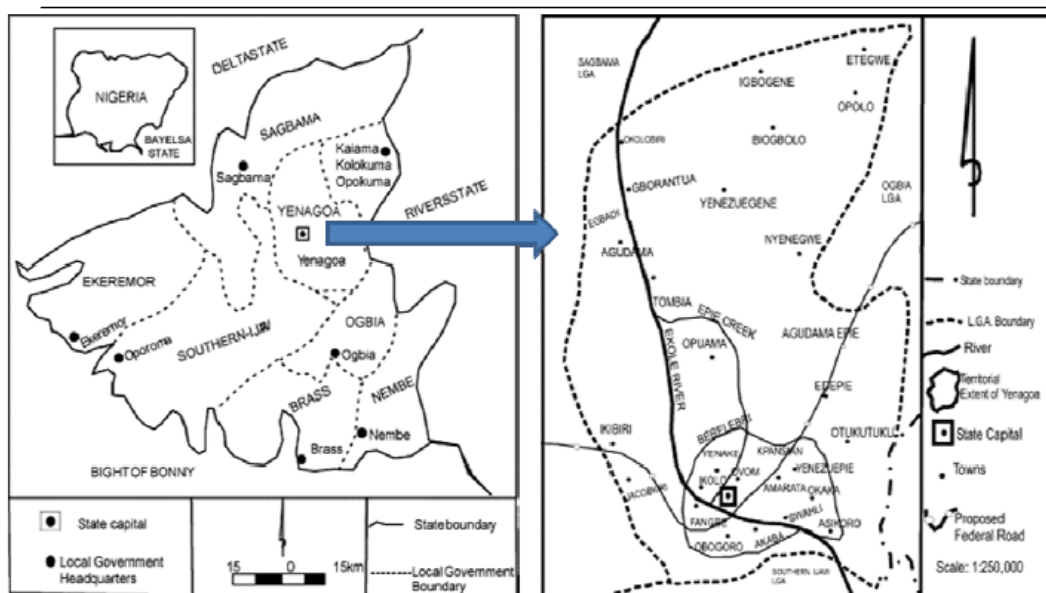 DELTASTATE
NIGERIA
BAYELSA
STATE
SAGBAMA
Sagbama
Kaiama
Kolokuma
Opokuma
RIVERSSTATE
YENAGOA
Yenagoa
EKEREMOR
Ekeremor
Oporoma
SOUTHERN-IJAW
OGBIA
Ogbia
BRASS
NEMBE
Nembe
Brass
BIGHT OF BONNY
State capital
Local Government
Headquarters
15 0 15km
State boundary
Local Government
Boundary
SAGBAMA
LGA
ETEGWE
IGBOGENE
OPOLO
OKOLOBIRI
BIOGBOLO
GBORANTUA
YENEZUEGENE
OGBIA
LGA
EGBADI
AGUDAMA
NYENEGWE
TOMBIA
EPIE CREEK
OPUAMA
AGUDAMA EPIE
EKOLE RIVER
EDEPIE
BEBELEBRI
IKIBIRI
OTUKUTUKU
YENAKE
KPANSIAN
IKOLO
OVOM
YENEZUEPIE
JACOBKIRI
AMARATA
OKAKA
FANGBE
SWAHLI
ASIKORO
OBOGORO
AKABA
SOUTHERN IJAW
LGA
State boundary
L.G.A. Boundary
River
Territorial
Extent of Yenagoa
State Capital
Towns
Proposed
Federal Road
Scale: 1:250,000